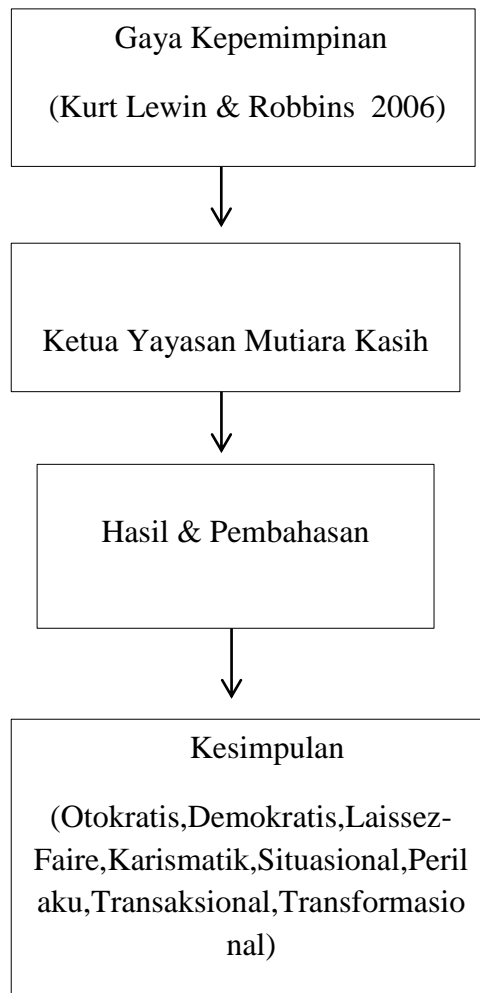 Gaya Kepemimpinan
(Kurt Lewin & Robbins 2006)
Ketua Yayasan Mutiara Kasih
Hasil & Pembahasan
Kesimpulan
(Otokratis,Demokratis,Laissez-
Faire,Karismatik,Situasional,Peril
aku,Transaksional,Transformasio
nal)